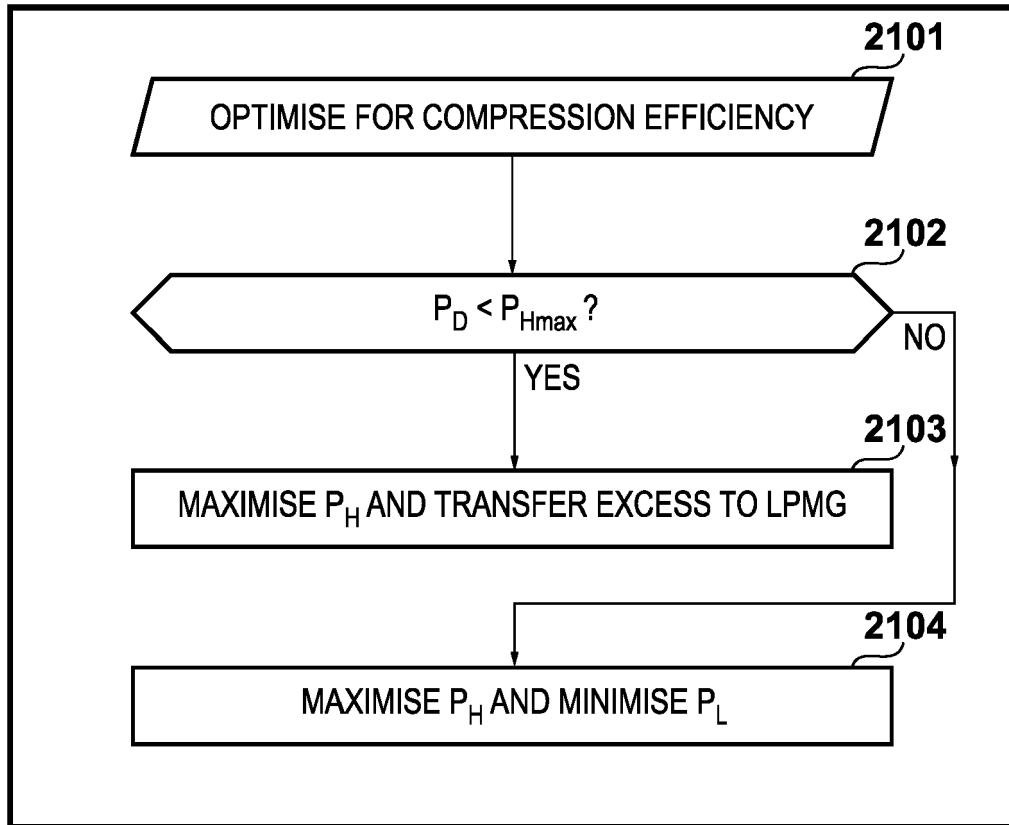 2101
OPTIMISE FOR COMPRESSION EFFICIENCY
2102
P_D < P_Hmax ?
NO
YES
2103
MAXIMISE P_H AND TRANSFER EXCESS TO LPMG
2104
MAXIMISE P_H AND MINIMISE P_L